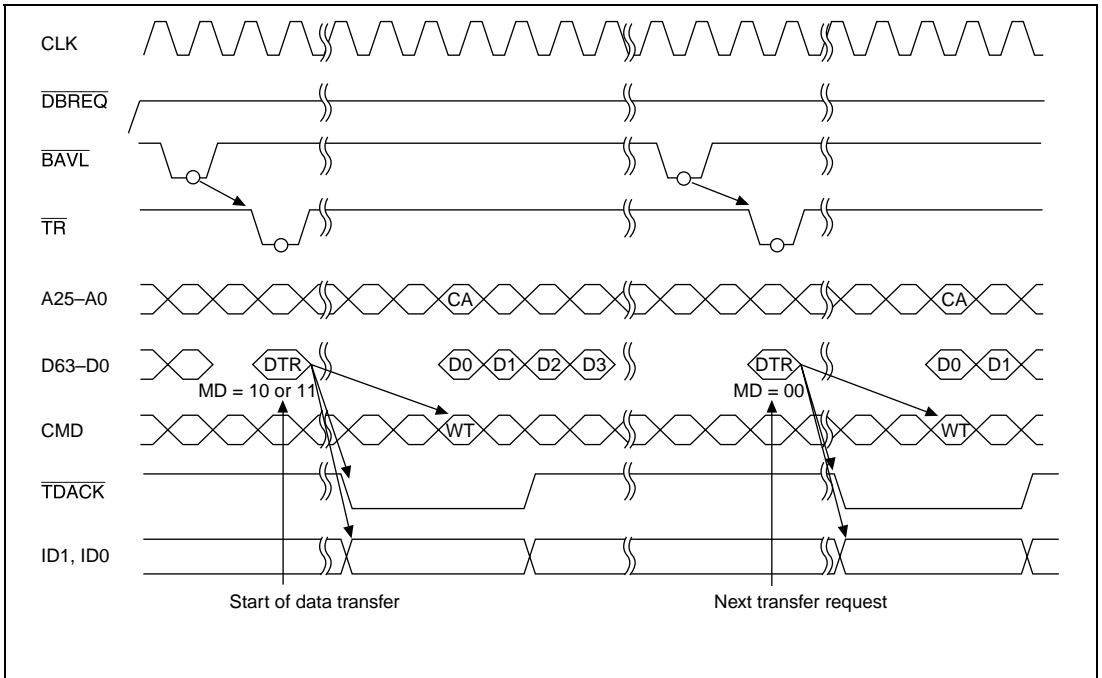 CLK
DBREQ
BAVL
TR
A25–A0 CA CA
D63–D0 DTR D0 D1 D2 D3 DTR D0 D1
MD = 10 or 11 MD = 00
CMD WT WT
TDACK
ID1, ID0
Start of data transfer Next transfer request